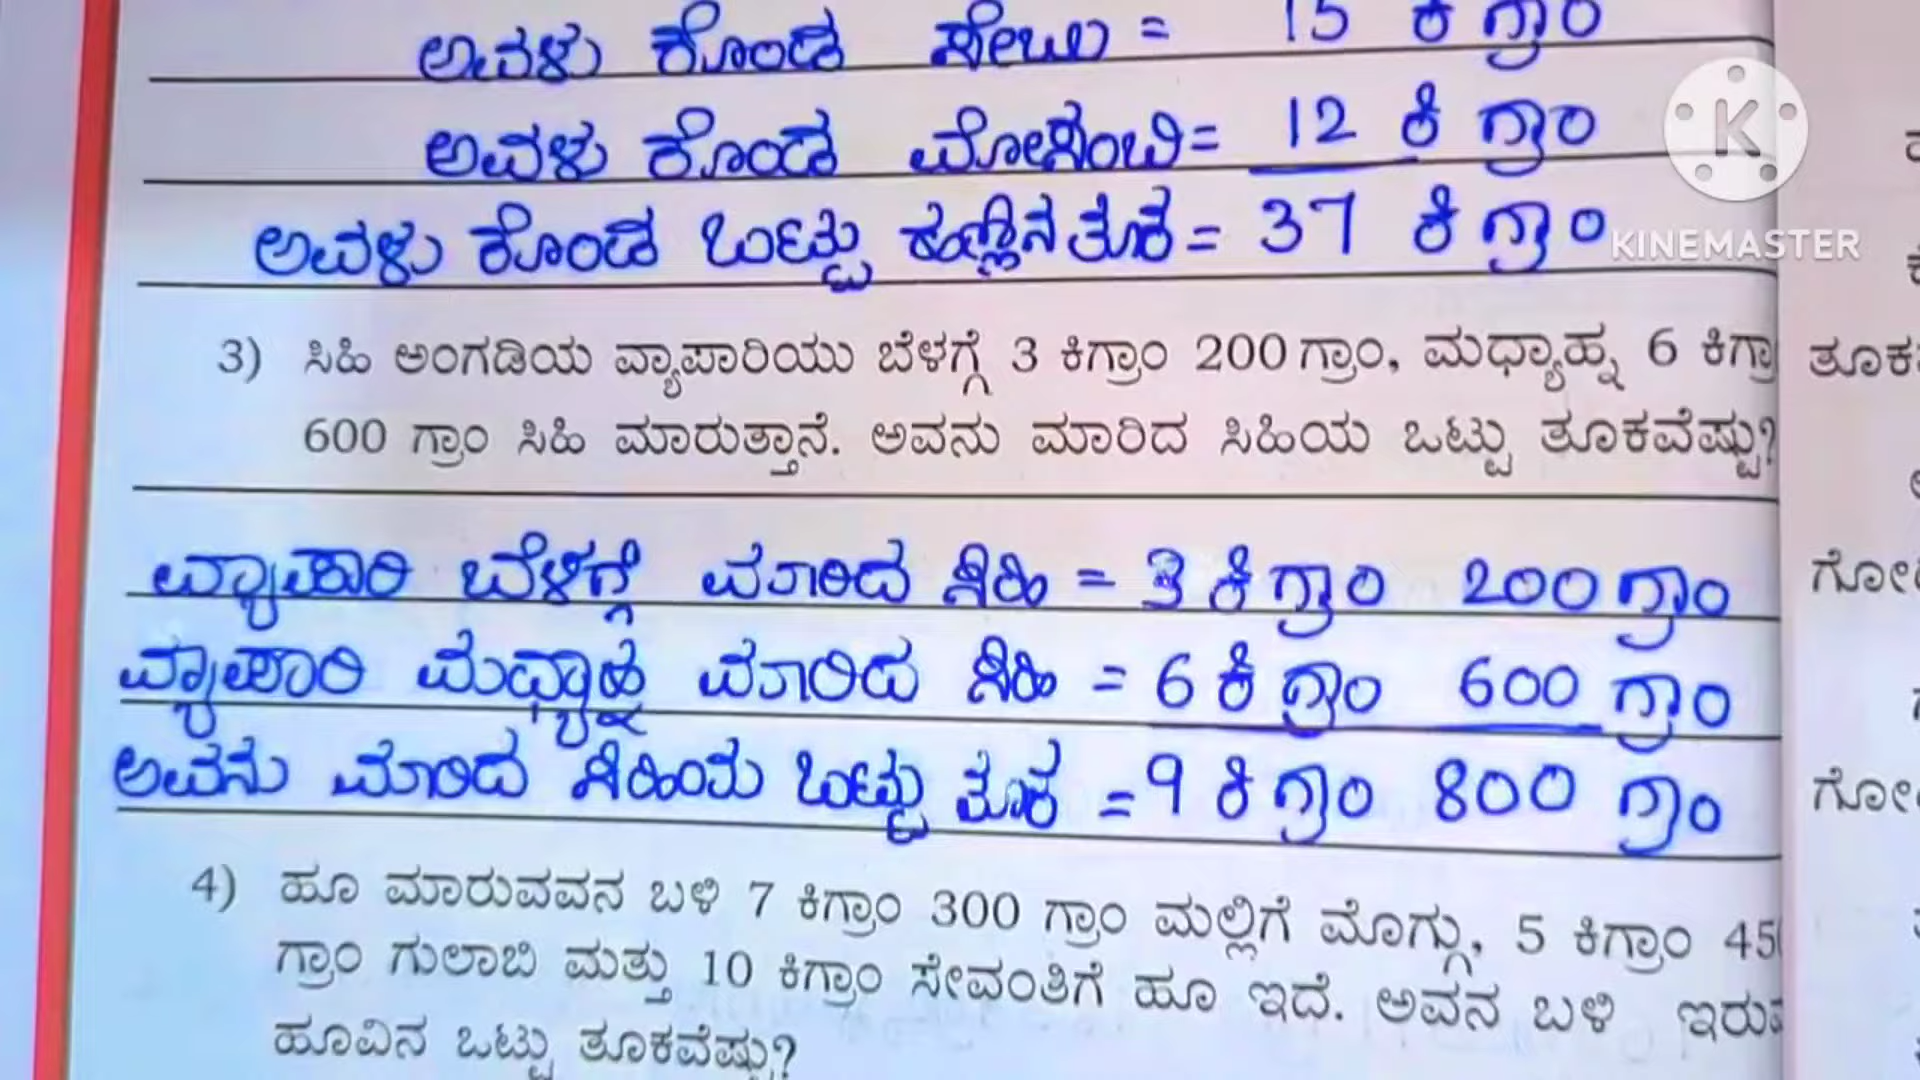 ಅವಳು ಕೊಂಡ ಸೇಬು = 15 ಕಿ ಗ್ರಾಂ
ಅವಳು ಕೊಂಡ ಮೋಸಂಬಿ = 12 ಕಿ ಗ್ರಾಂ
ಅವಳು ಕೊಂಡ ಒಟ್ಟು ಹಣ್ಣಿನ ತೂಕ = 37 ಕಿ ಗ್ರಾಂ
KINEMASTER
3) ಸಿಹಿ ಅಂಗಡಿಯ ವ್ಯಾಪಾರಿಯು ಬೆಳಗ್ಗೆ 3 ಕಿಗ್ರಾಂ 200 ಗ್ರಾಂ, ಮಧ್ಯಾಹ್ನ 6 ಕಿಗ್ರಾ
600 ಗ್ರಾಂ ಸಿಹಿ ಮಾರುತ್ತಾನೆ. ಅವನು ಮಾರಿದ ಸಿಹಿಯ ಒಟ್ಟು ತೂಕವೆಷ್ಟು?
ವ್ಯಾಪಾರಿ ಬೆಳಗ್ಗೆ ಮಾರಿದ ಸಿಹಿ = 3 ಕಿ ಗ್ರಾಂ 200 ಗ್ರಾಂ
ವ್ಯಾಪಾರಿ ಮಧ್ಯಾಹ್ನ ಮಾರಿದ ಸಿಹಿ = 6 ಕಿ ಗ್ರಾಂ 600 ಗ್ರಾಂ
ಅವನು ಮಾರಿದ ಸಿಹಿಯ ಒಟ್ಟು ತೂಕ = 9 ಕಿ ಗ್ರಾಂ 800 ಗ್ರಾಂ
4) ಹೂ ಮಾರುವವನ ಬಳಿ 7 ಕಿಗ್ರಾಂ 300 ಗ್ರಾಂ ಮಲ್ಲಿಗೆ ಮೊಗ್ಗು, 5 ಕಿಗ್ರಾಂ 450
ಗ್ರಾಂ ಗುಲಾಬಿ ಮತ್ತು 10 ಕಿಗ್ರಾಂ ಸೇವಂತಿಗೆ ಹೂ ಇದೆ. ಅವನ ಬಳಿ ಇರುವ
ಹೂವಿನ ಒಟ್ಟು ತೂಕವೆಷ್ಟು?